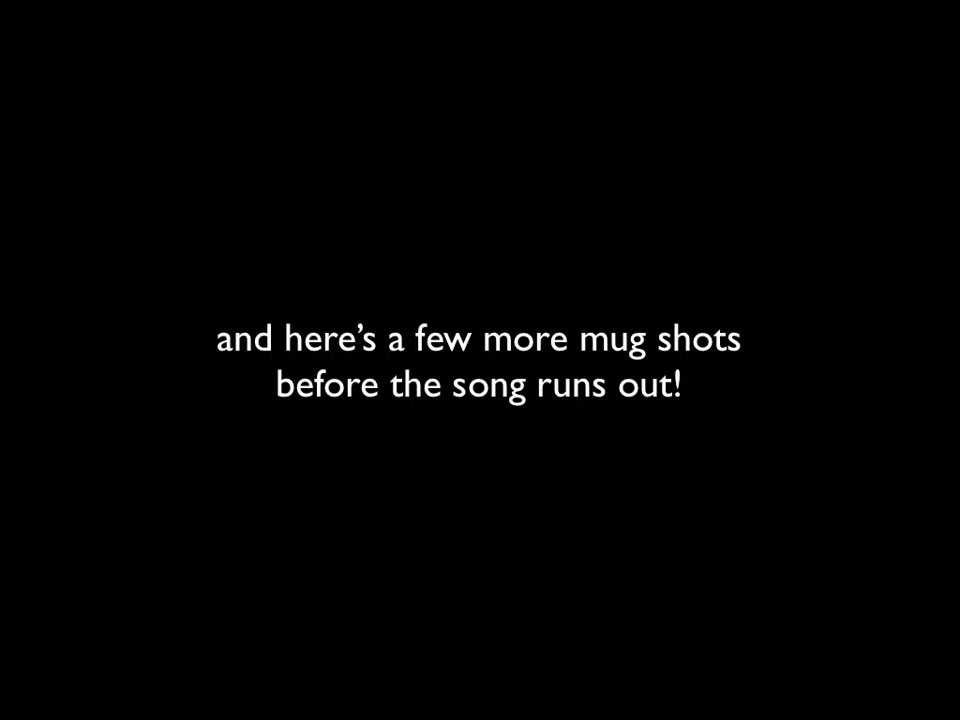 and here’s a few more mug shots
before the song runs out!